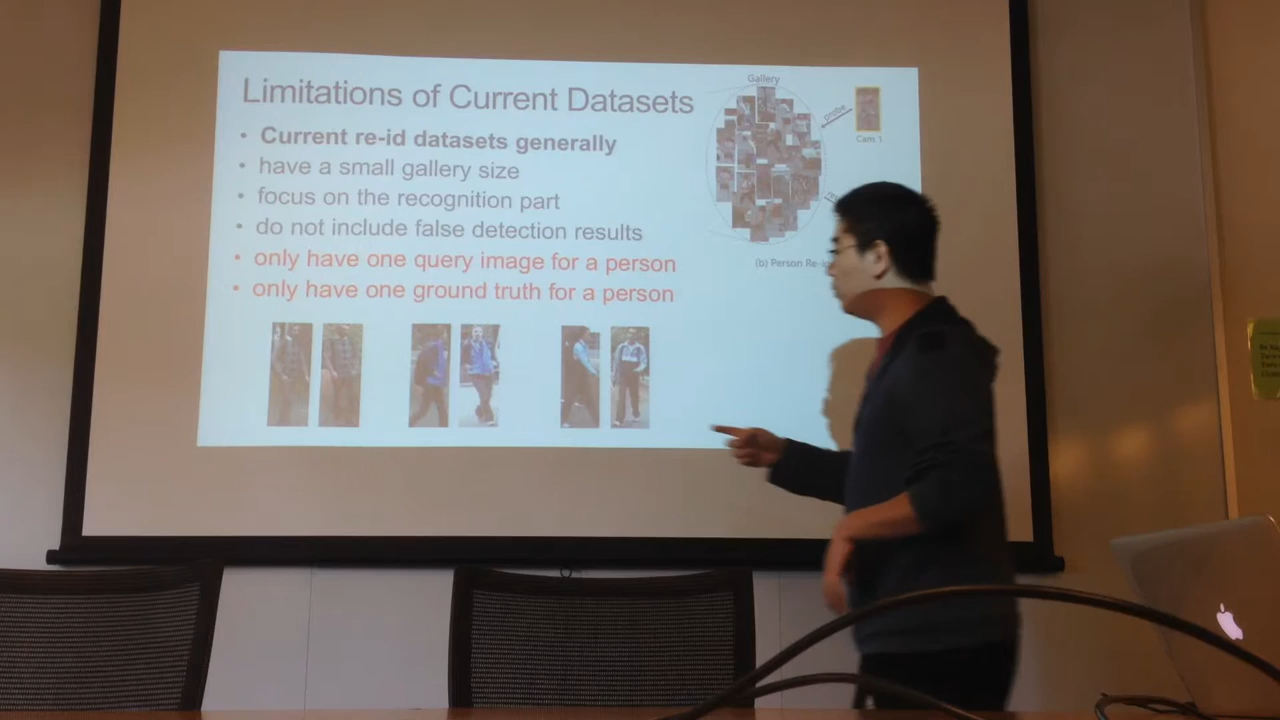 Limitations of Current Datasets
• Current re-id datasets generally
• have a small gallery size
• focus on the recognition part
• do not include false detection results
• only have one query image for a person
• only have one ground truth for a person
Gallery
probe
Cam 1
(b) Person Re-i